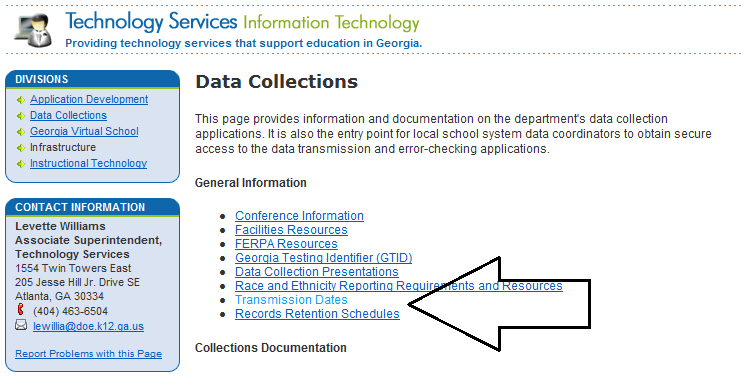 Technology Services Information Technology
Providing technology services that support education in Georgia.
DIVISIONS
Application Development
Data Collections
Georgia Virtual School
Infrastructure
Instructional Technology
CONTACT INFORMATION
Levette Williams
Associate Superintendent,
Technology Services
1554 Twin Towers East
205 Jesse Hill Jr. Drive SE
Atlanta, GA 30334
(404) 463-6504
lewillia@doe.k12.ga.us
Report Problems with this Page
Data Collections
This page provides information and documentation on the department's data collection
applications. It is also the entry point for local school system data coordinators to obtain secure
access to the data transmission and error-checking applications.
General Information
Conference Information
Facilities Resources
FERPA Resources
Georgia Testing Identifier (GTID)
Data Collection Presentations
Race and Ethnicity Reporting Requirements and Resources
Transmission Dates
Records Retention Schedules
Collections Documentation